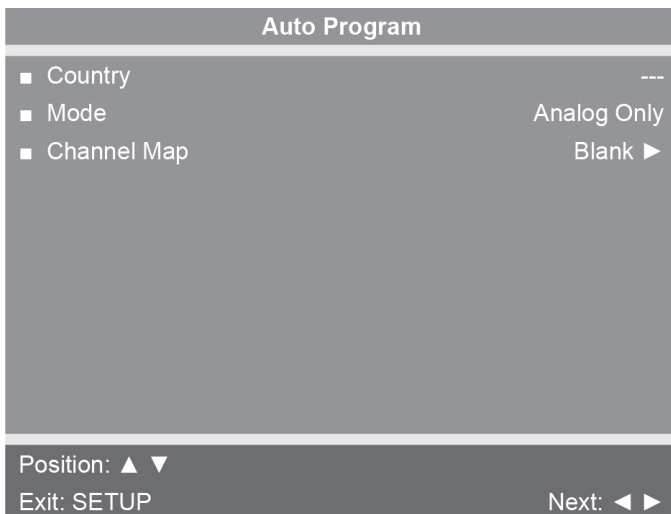 Auto Program
■ Country ---
■ Mode Analog Only
■ Channel Map Blank ►
Position: ▲ ▼
Exit: SETUP Next: ◄ ►